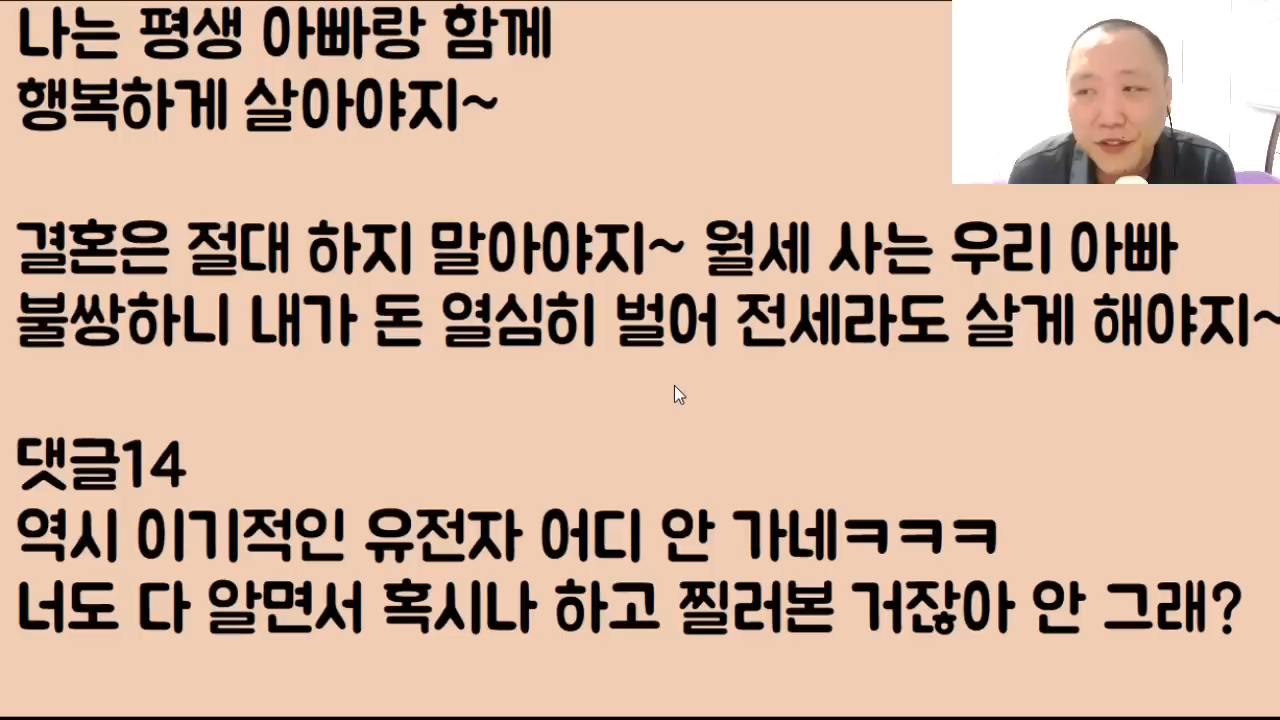 나는 평생 아빠랑 함께
행복하게 살아야지~
결혼은 절대 하지 말아야지~ 월세 사는 우리 아빠
불쌍하니 내가 돈 열심히 벌어 전세라도 살게 해야지~
댓글14
역시 이기적인 유전자 어디 안 가네ㅋㅋㅋ
너도 다 알면서 혹시나 하고 찔러본 거잖아 안 그래?